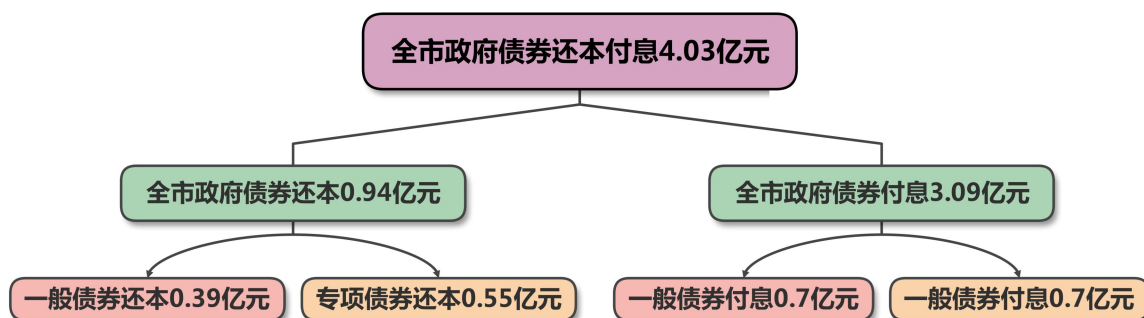 全市政府债券还本付息4.03亿元
全市政府债券还本0.94亿元
全市政府债券付息3.09亿元
一般债券还本0.39亿元
专项债券还本0.55亿元
一般债券付息0.7亿元
一般债券付息0.7亿元